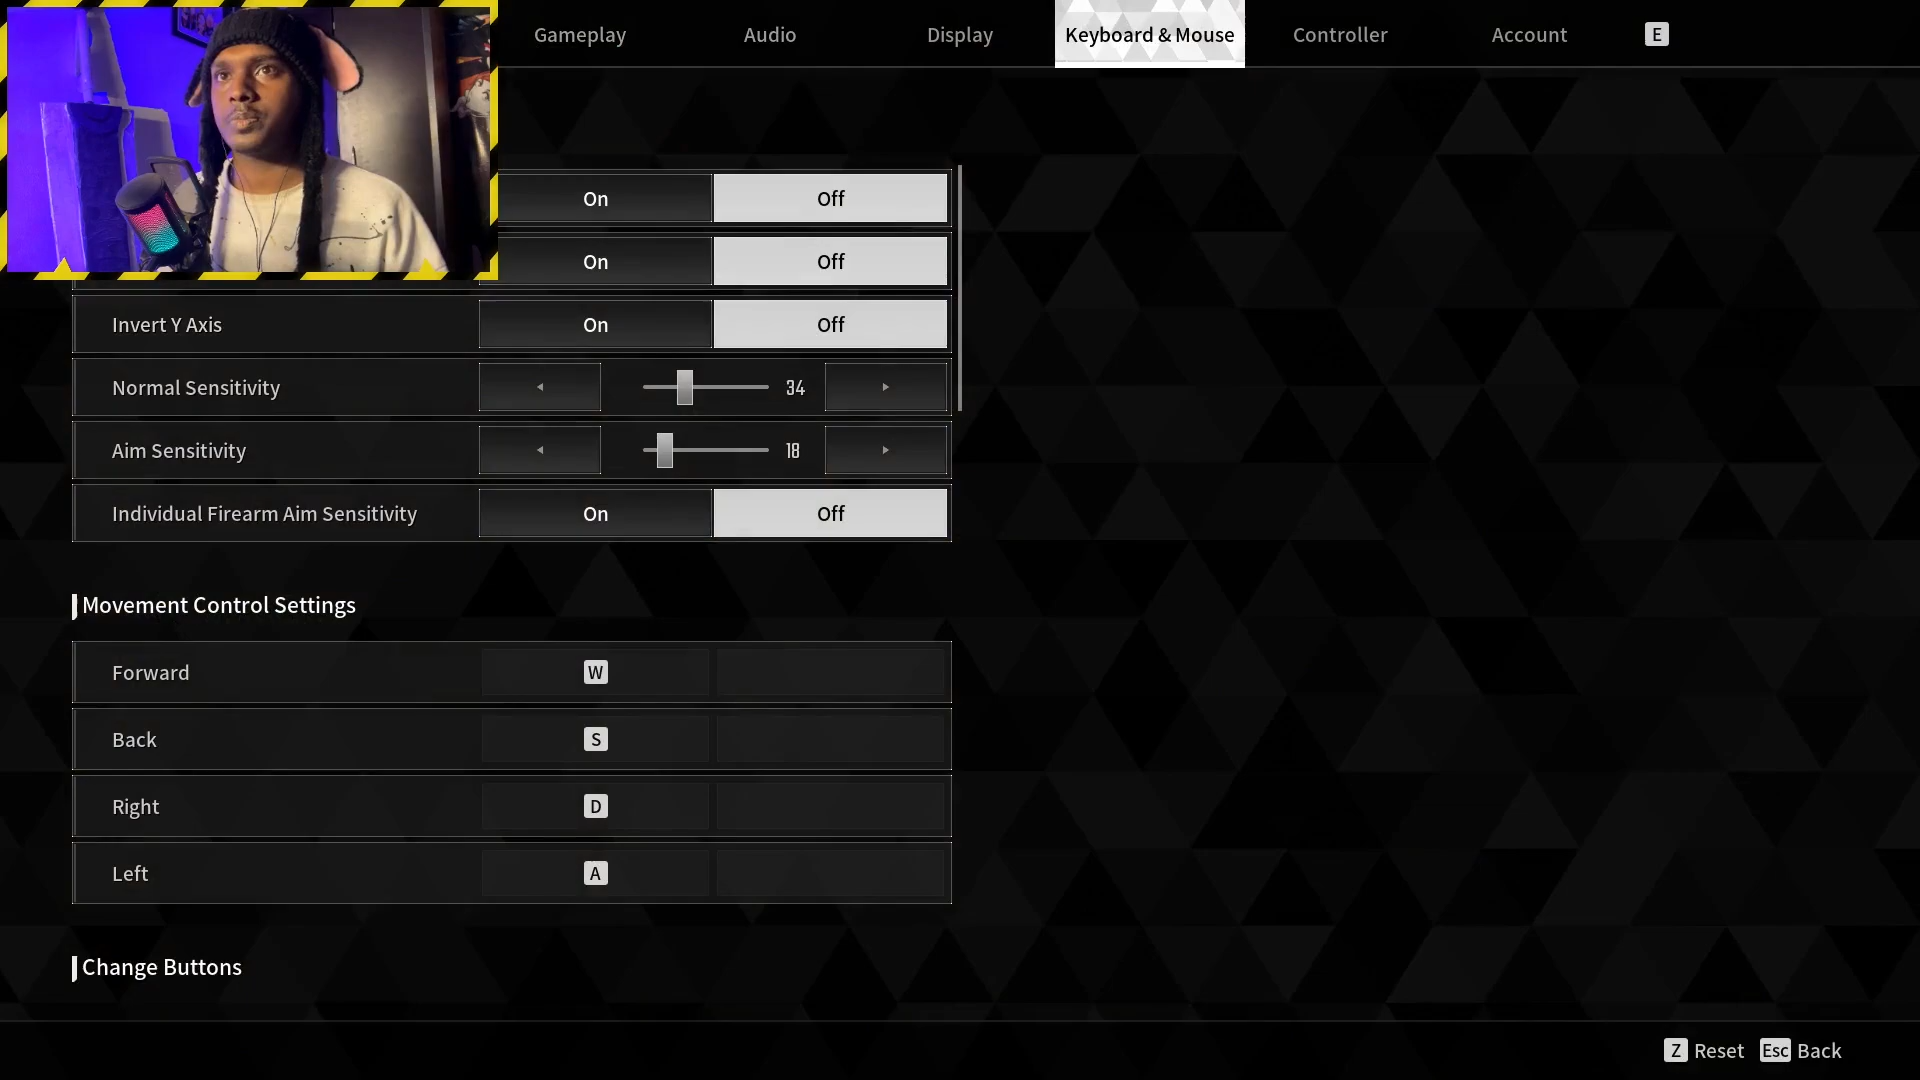 Gameplay Audio Display Keyboard & Mouse Controller Account E
On Off
On Off
Invert Y Axis On Off
Normal Sensitivity 34
Aim Sensitivity 18
Individual Firearm Aim Sensitivity On Off
Movement Control Settings
Forward W
Back S
Right D
Left A
Change Buttons
Z Reset Esc Back